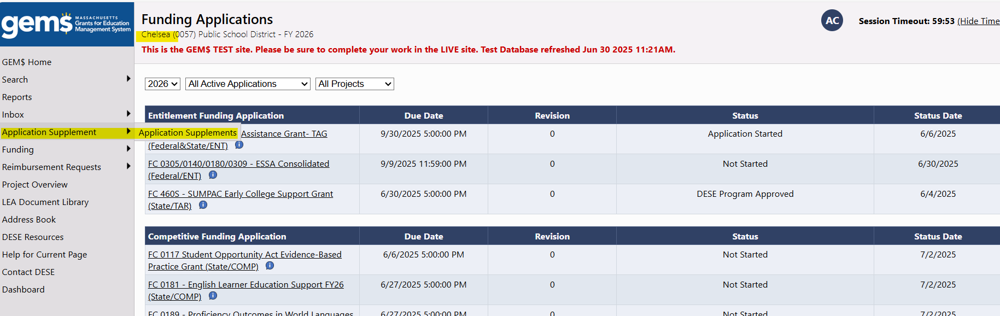 gem$ MASSACHUSETTS
Grants for Education
Management System
Funding Applications
Chelsea (0057) Public School District - FY 2026
This is the GEM$ TEST site. Please be sure to complete your work in the LIVE site. Test Database refreshed Jun 30 2025 11:21AM.
AC Session Timeout: 59:53 (Hide Time
GEM$ Home
Search
Reports
Inbox
Application Supplement
Application Supplements
Funding
Reimbursement Requests
Project Overview
LEA Document Library
Address Book
DESE Resources
Help for Current Page
Contact DESE
Dashboard
2026 All Active Applications All Projects
Entitlement Funding Application Due Date Revision Status Status Date
Assistance Grant- TAG 9/30/2025 5:00:00 PM 0 Application Started 6/6/2025
(Federal&State/ENT)
FC 0305/0140/0180/0309 - ESSA Consolidated 9/9/2025 11:59:00 PM 0 Not Started 6/30/2025
(Federal/ENT)
FC 460S - SUMPAC Early College Support Grant 6/30/2025 5:00:00 PM 0 DESE Program Approved 6/4/2025
(State/TAR)
Competitive Funding Application Due Date Revision Status Status Date
FC 0117 Student Opportunity Act Evidence-Based 6/6/2025 5:00:00 PM 0 Not Started 7/2/2025
Practice Grant (State/COMP)
FC 0181 - English Learner Education Support FY26 6/27/2025 5:00:00 PM 0 Not Started 7/2/2025
(State/COMP)
FC 0189 - Proficiency Outcomes in World Languages 6/27/2025 5:00:00 PM 0 Not Started 7/2/2025